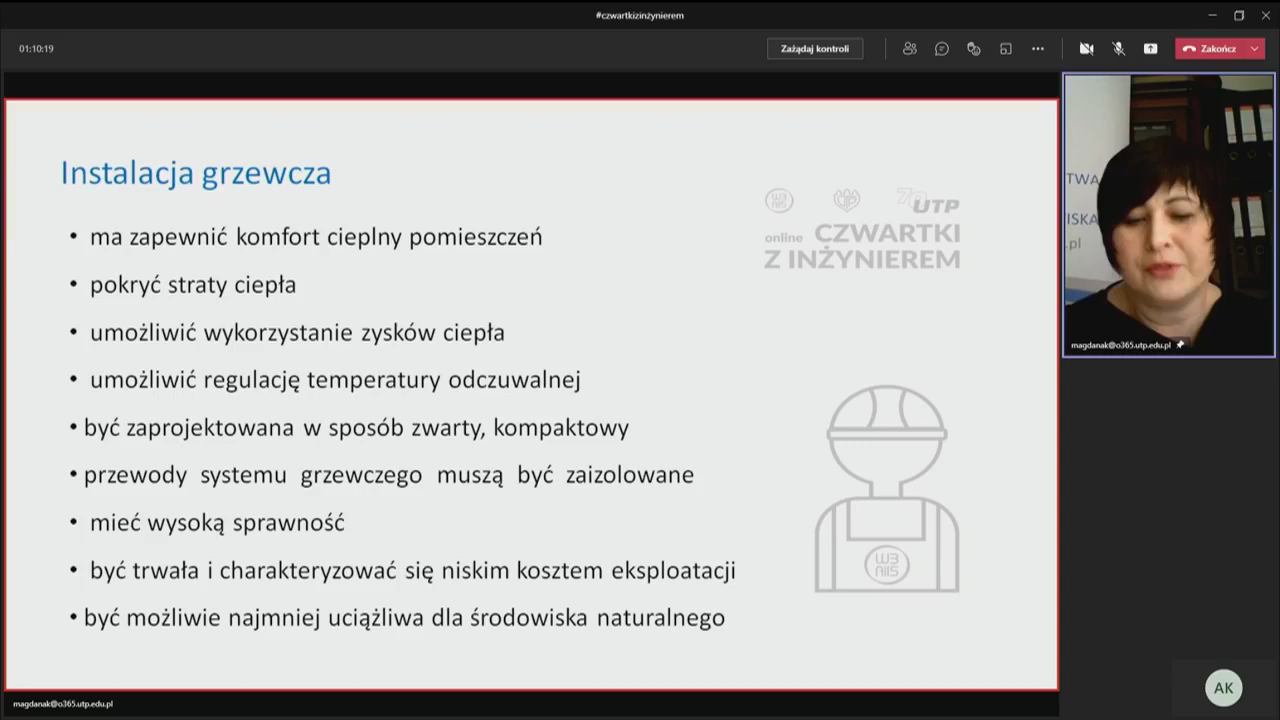 #czwartkizinżynierem
01:10:19
Zażądaj kontroli
Zakończ
Instalacja grzewcza
• ma zapewnić komfort cieplny pomieszczeń
• pokryć straty ciepła
• umożliwić wykorzystanie zysków ciepła
• umożliwić regulację temperatury odczuwalnej
• być zaprojektowana w sposób zwarty, kompaktowy
• przewody systemu grzewczego muszą być zaizolowane
• mieć wysoką sprawność
• być trwała i charakteryzować się niskim kosztem eksploatacji
• być możliwie najmniej uciążliwa dla środowiska naturalnego
70 UTP
online CZWARTKI
Z INŻYNIEREM
TWA
ISKA
.pl
magdanak@o365.utp.edu.pl
AK
magdanak@o365.utp.edu.pl